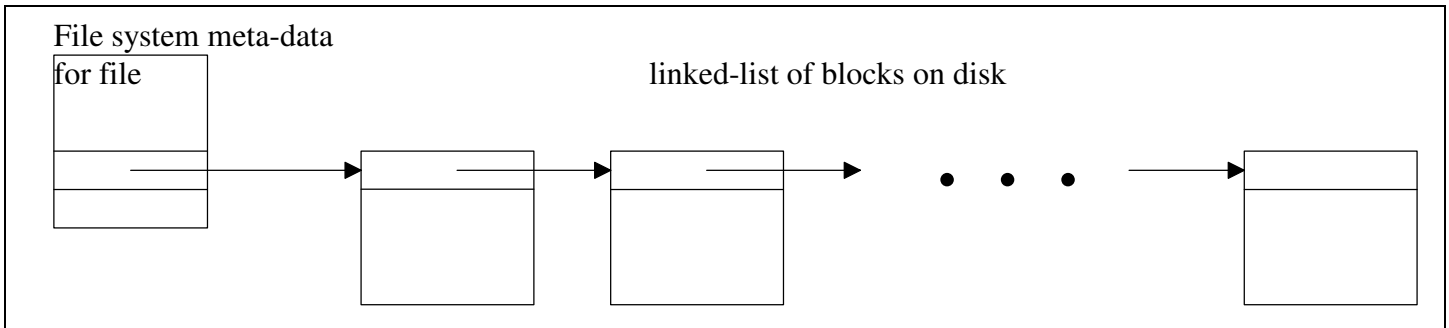 File system meta-data
for file
linked-list of blocks on disk